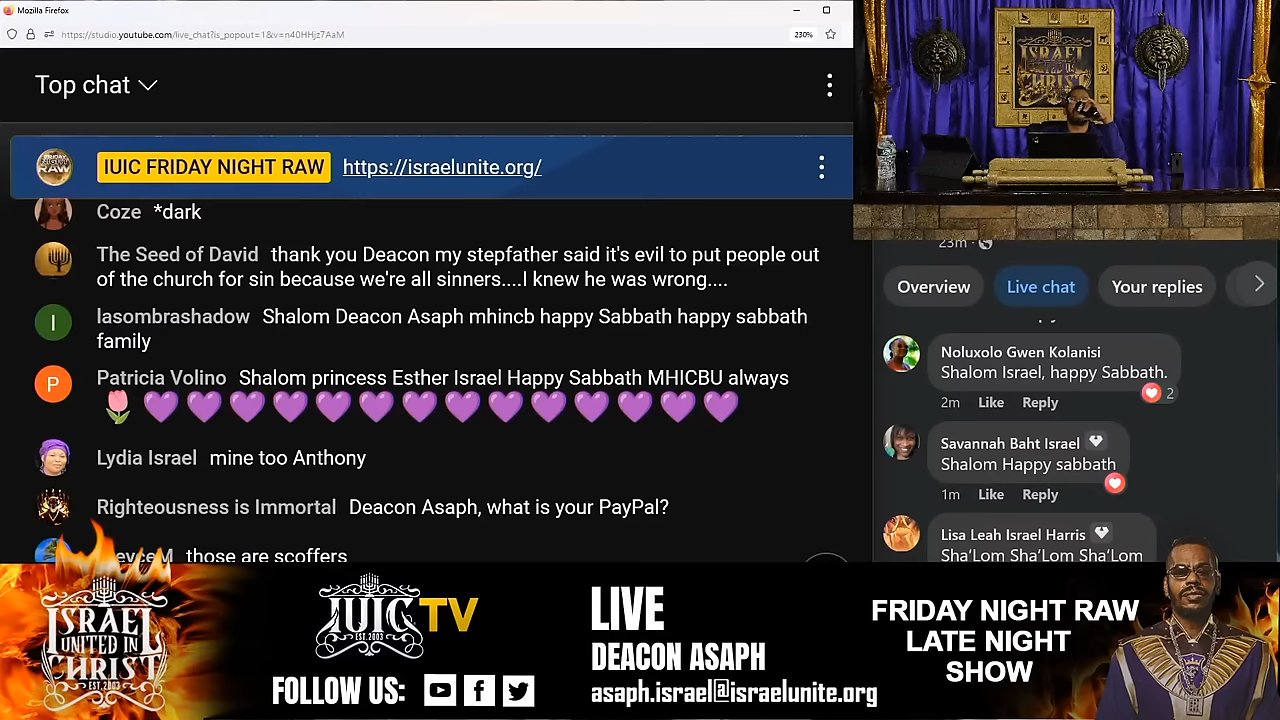 Mozilla Firefox
https://studio.youtube.com/live_chat?is_popout=1&v=n40HHjz7AaM
230%
Top chat
IUIC FRIDAY NIGHT RAW https://israelunite.org/
Coze *dark
The Seed of David thank you Deacon my stepfather said it's evil to put people out
of the church for sin because we're all sinners....I knew he was wrong....
lasombrashadow Shalom Deacon Asaph mhincb happy Sabbath happy sabbath
family
Patricia Volino Shalom princess Esther Israel Happy Sabbath MHICBU always
Lydia Israel mine too Anthony
Righteousness is Immortal Deacon Asaph, what is your PayPal?
those are scoffers
ISRAEL
UNITED IN
CHRIST
23m
Overview
Live chat
Your replies
Noluxolo Gwen Kolanisi
Shalom Israel, happy Sabbath.
2
2m Like Reply
Savannah Baht Israel
Shalom Happy sabbath
1m Like Reply
Lisa Leah Israel Harris
Sha'Lom Sha'Lom Sha'Lom
ISRAEL
UNITED IN
CHRIST
EST. 2003
IUIC TV
EST. 2003
FOLLOW US:
LIVE
DEACON ASAPH
asaph.israel@israelunite.org
FRIDAY NIGHT RAW
LATE NIGHT
SHOW